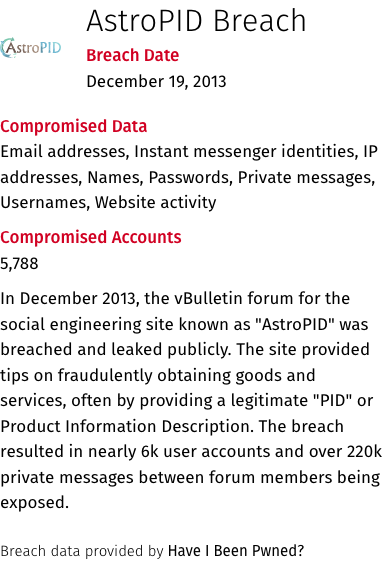 AstroPID Breach
AstroPID
Breach Date
December 19, 2013
Compromised Data
Email addresses, Instant messenger identities, IP
addresses, Names, Passwords, Private messages,
Usernames, Website activity
Compromised Accounts
5,788
In December 2013, the vBulletin forum for the
social engineering site known as "AstroPID" was
breached and leaked publicly. The site provided
tips on fraudulently obtaining goods and
services, often by providing a legitimate "PID" or
Product Information Description. The breach
resulted in nearly 6k user accounts and over 220k
private messages between forum members being
exposed.
Breach data provided by Have I Been Pwned?